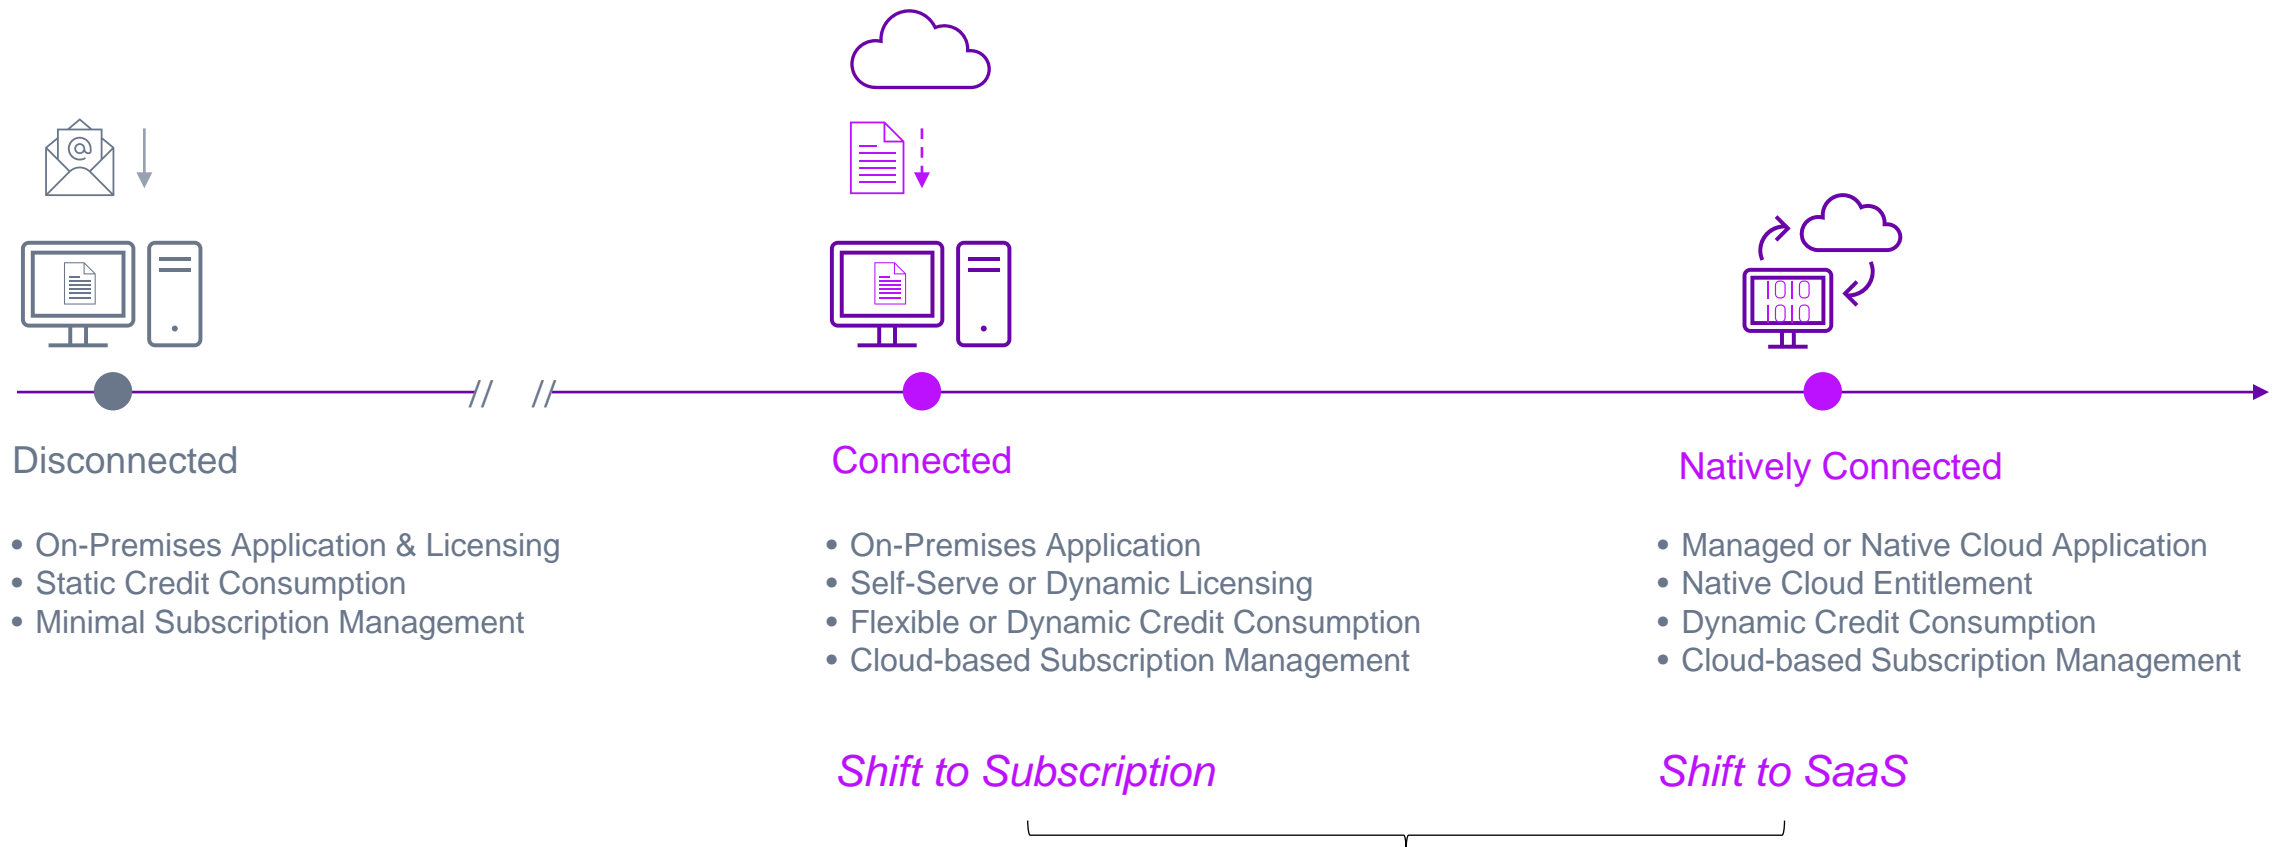 @
1010
1010
// //
Disconnected
• On-Premises Application & Licensing
• Static Credit Consumption
• Minimal Subscription Management
Connected
• On-Premises Application
• Self-Serve or Dynamic Licensing
• Flexible or Dynamic Credit Consumption
• Cloud-based Subscription Management
Shift to Subscription
Natively Connected
• Managed or Native Cloud Application
• Native Cloud Entitlement
• Dynamic Credit Consumption
• Cloud-based Subscription Management
Shift to SaaS